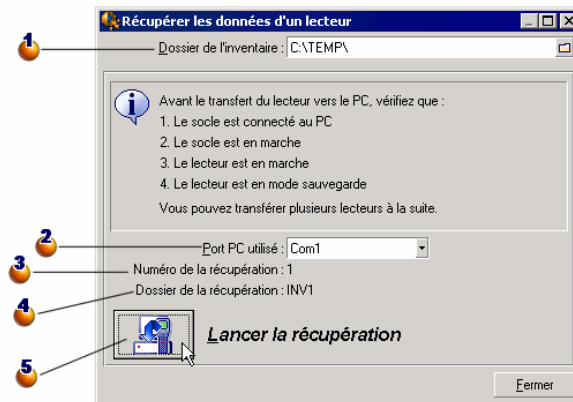 Récupérer les données d'un lecteur
1
Dossier de l'inventaire : C:\TEMP\
Avant le transfert du lecteur vers le PC, vérifiez que :
1. Le socle est connecté au PC
2. Le socle est en marche
3. Le lecteur est en marche
4. Le lecteur est en mode sauvegarde
Vous pouvez transférer plusieurs lecteurs à la suite.
2
Port PC utilisé : Com1
3
Numéro de la récupération : 1
4
Dossier de la récupération : INV1
5
Lancer la récupération
Fermer